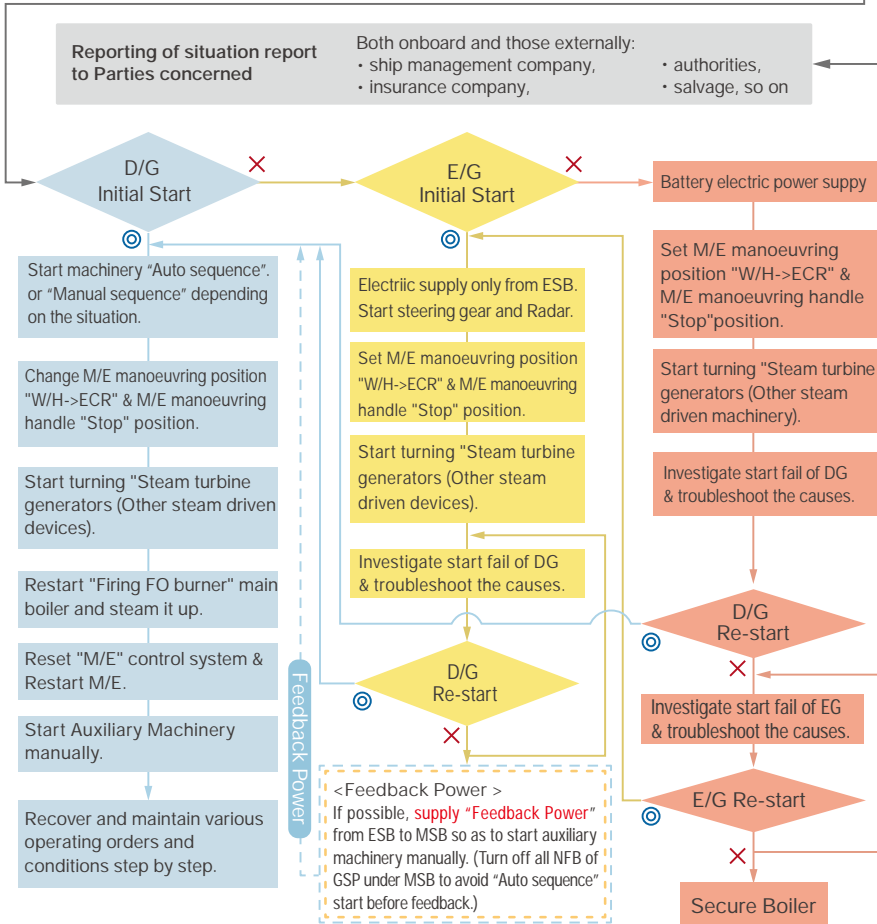 Reporting of situation report
to Parties concerned
Both onboard and those externally:
• ship management company,
• insurance company,
• authorities,
• salvage, so on
D/G
Initial Start
E/G
Initial Start
Battery electric power suppy
Start machinery “Auto sequence”.
or “Manual sequence” depending
on the situation.
Change M/E manoeuvring position
"W/H->ECR" & M/E manoeuvring
handle "Stop" position.
Start turning "Steam turbine
generators (Other steam driven
devices).
Restart "Firing FO burner" main
boiler and steam it up.
Reset "M/E" control system &
Restart M/E.
Start Auxiliary Machinery
manually.
Recover and maintain various
operating orders and
conditions step by step.
Feedback Power
Electriic supply only from ESB.
Start steering gear and Radar.
Set M/E manoeuvring position
"W/H->ECR" & M/E manoeuvring
handle "Stop" position.
Start turning "Steam turbine
generators (Other steam
driven devices).
Investigate start fail of DG
& troubleshoot the causes.
D/G
Re-start
<Feedback Power >
If possible, supply “Feedback Power”
from ESB to MSB so as to start auxiliary
machinery manually. (Turn off all NFB of
GSP under MSB to avoid “Auto sequence”
start before feedback.)
Set M/E manoeuvring
position "W/H->ECR" &
M/E manoeuvring handle
"Stop"position.
Start turning "Steam turbine
generators (Other steam
driven machinery).
Investigate start fail of DG
& troubleshoot the causes.
D/G
Re-start
Investigate start fail of EG
& troubleshoot the causes.
E/G Re-start
Secure Boiler